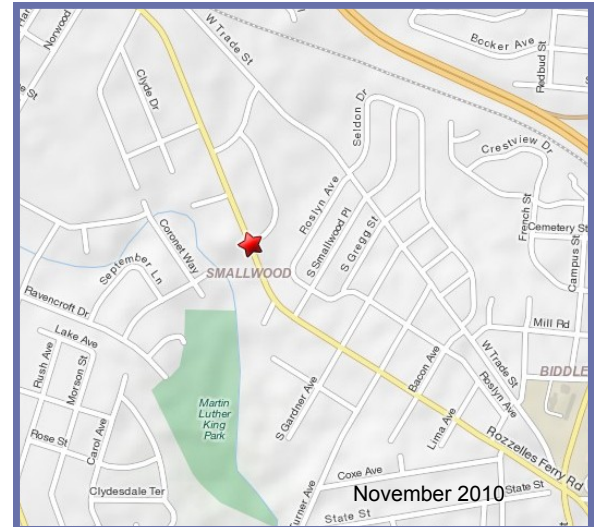 Norwood
W Trade St
Bocker Ave
Redbud St
Clyde Dr
Seldon Dr
Crestview Dr
Roslyn Ave
S Smallwood Pl
S Gregg St
French St
Cemetery St
Campus St
Coronet Way
September Ln
SMALLWOOD
Ravencroft Dr
Lake Ave
Mill Rd
W Trade St
BIDDLE
Rush Ave
Morson St
Bacon Ave
Roslyn Ave
Martin
Luther
King
Park
S Gardner Ave
Lima Ave
Rozzelles Ferry Rd
Rose St
Carol Ave
Coxe Ave
Clydesdale Ter
November 2010
State St
State St